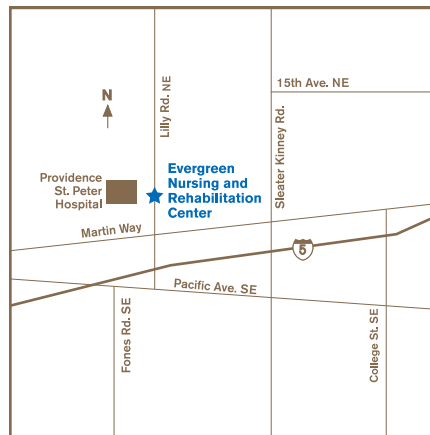 15th Ave. NE
N
Lilly Rd. NE
Sleater Kinney Rd.
Providence
St. Peter
Hospital
Evergreen
Nursing and
Rehabilitation
Center
Martin Way
5
Pacific Ave. SE
Fones Rd. SE
College St. SE